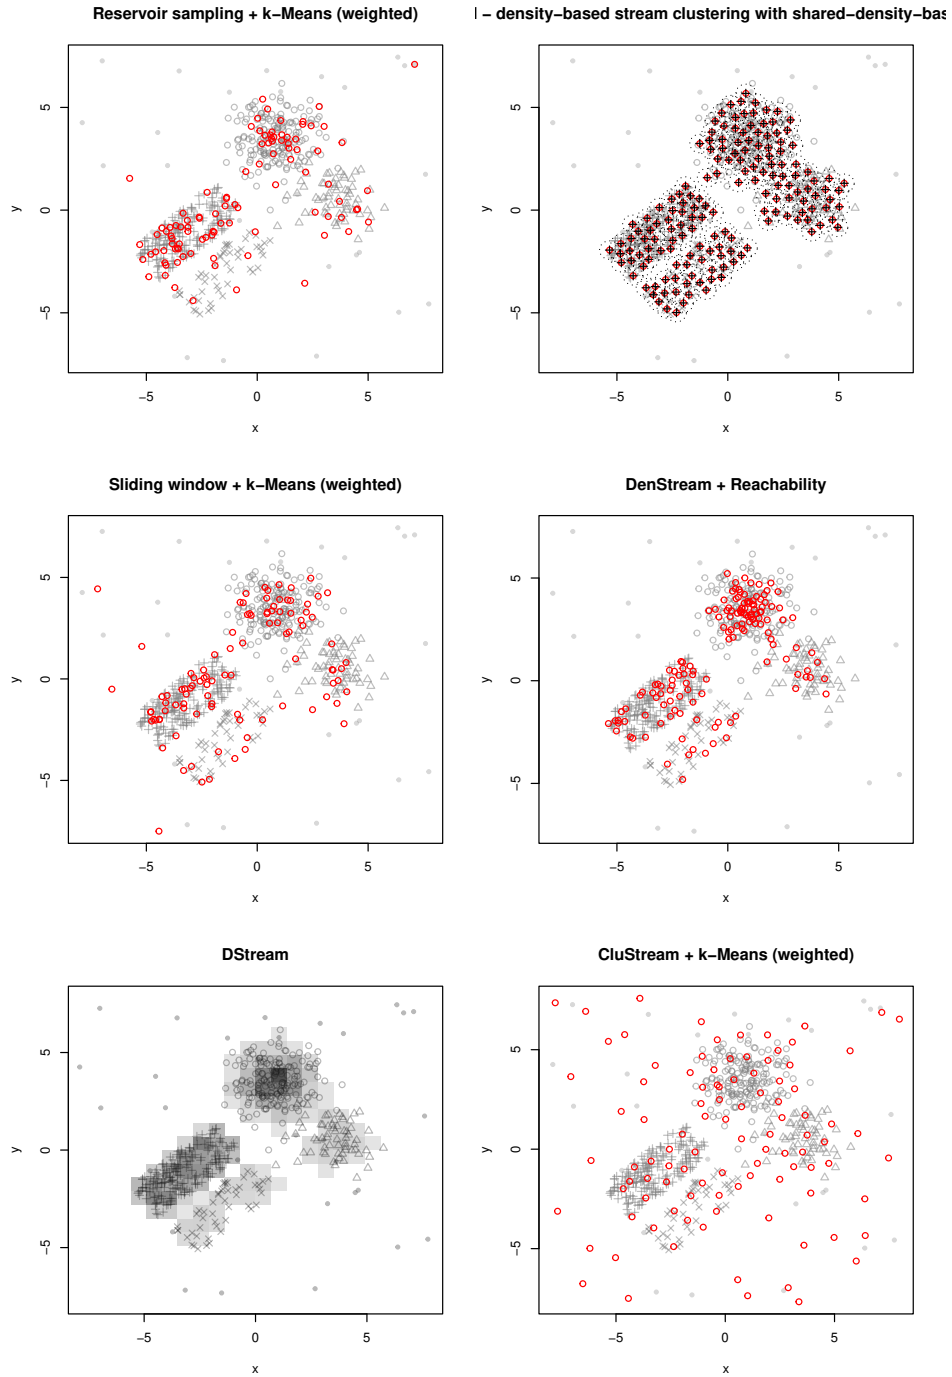 Reservoir sampling + k−Means (weighted)
− density−based stream clustering with shared−density−bas
y
5
0
−5
−5 0 5
x
y
5
0
−5
−5 0 5
x
Sliding window + k−Means (weighted)
DenStream + Reachability
y
5
0
−5
−5 0 5
x
y
5
0
−5
−5 0 5
x
DStream
CluStream + k−Means (weighted)
y
5
0
−5
−5 0 5
x
y
5
0
−5
−5 0 5
x